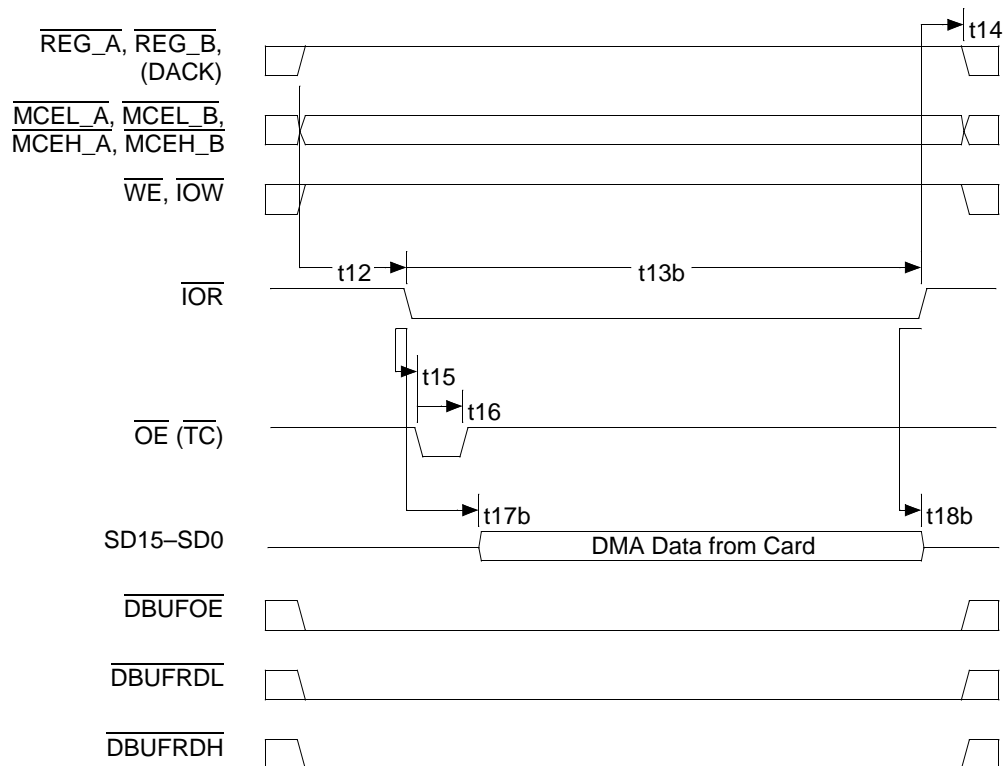 t14
REG_A, REG_B,
(DACK)
MCEL_A, MCEL_B,
MCEH_A, MCEH_B
WE, IOW
t12
t13b
IOR
t15
t16
OE (TC)
t17b
t18b
SD15–SD0
DMA Data from Card
DBUFOE
DBUFRDL
DBUFRDH